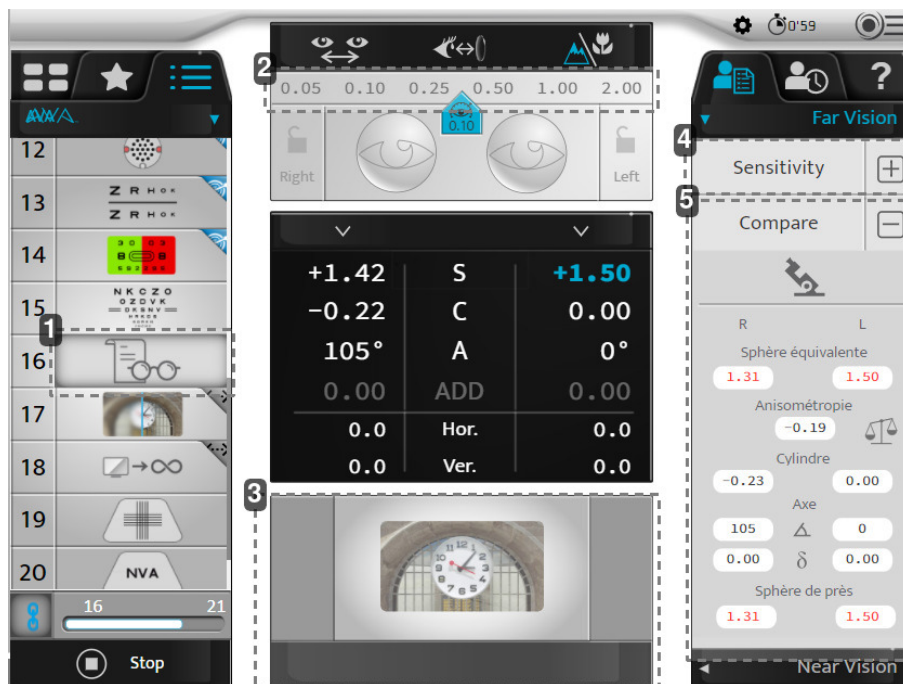 0'59
?
AWA
Far Vision
12
13
Z R H O K
Z R H O K
14
15
N K C Z O
O Z D V K
D K S N V
16
17
18
∞
19
20
NVA
16 21
Stop
2
0.05 0.10 0.25 0.50 1.00 2.00
0.10
Right
Left
+1.42 S +1.50
-0.22 C 0.00
105° A 0°
0.00 ADD 0.00
0.0 Hor. 0.0
0.0 Ver. 0.0
1
3
4
Sensitivity
5
Compare
R L
Sphère équivalente
1.31 1.50
Anisométropie
-0.19
Cylindre
-0.23 0.00
Axe
105 0
0.00 δ 0.00
Sphère de près
1.31 1.50
Near Vision